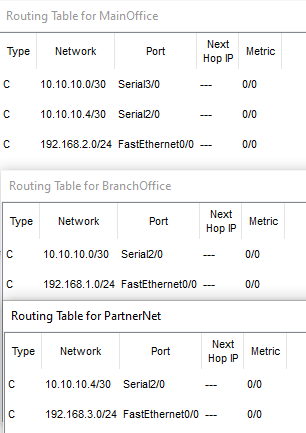 Routing Table for MainOffice
Type Network Port Next Hop IP Metric
C 10.10.10.0/30 Serial3/0 --- 0/0
C 10.10.10.4/30 Serial2/0 --- 0/0
C 192.168.2.0/24 FastEthernet0/0 --- 0/0
Routing Table for BranchOffice
Type Network Port Next Hop IP Metric
C 10.10.10.0/30 Serial2/0 --- 0/0
C 192.168.1.0/24 FastEthernet0/0 --- 0/0
Routing Table for PartnerNet
Type Network Port Next Hop IP Metric
C 10.10.10.4/30 Serial2/0 --- 0/0
C 192.168.3.0/24 FastEthernet0/0 --- 0/0